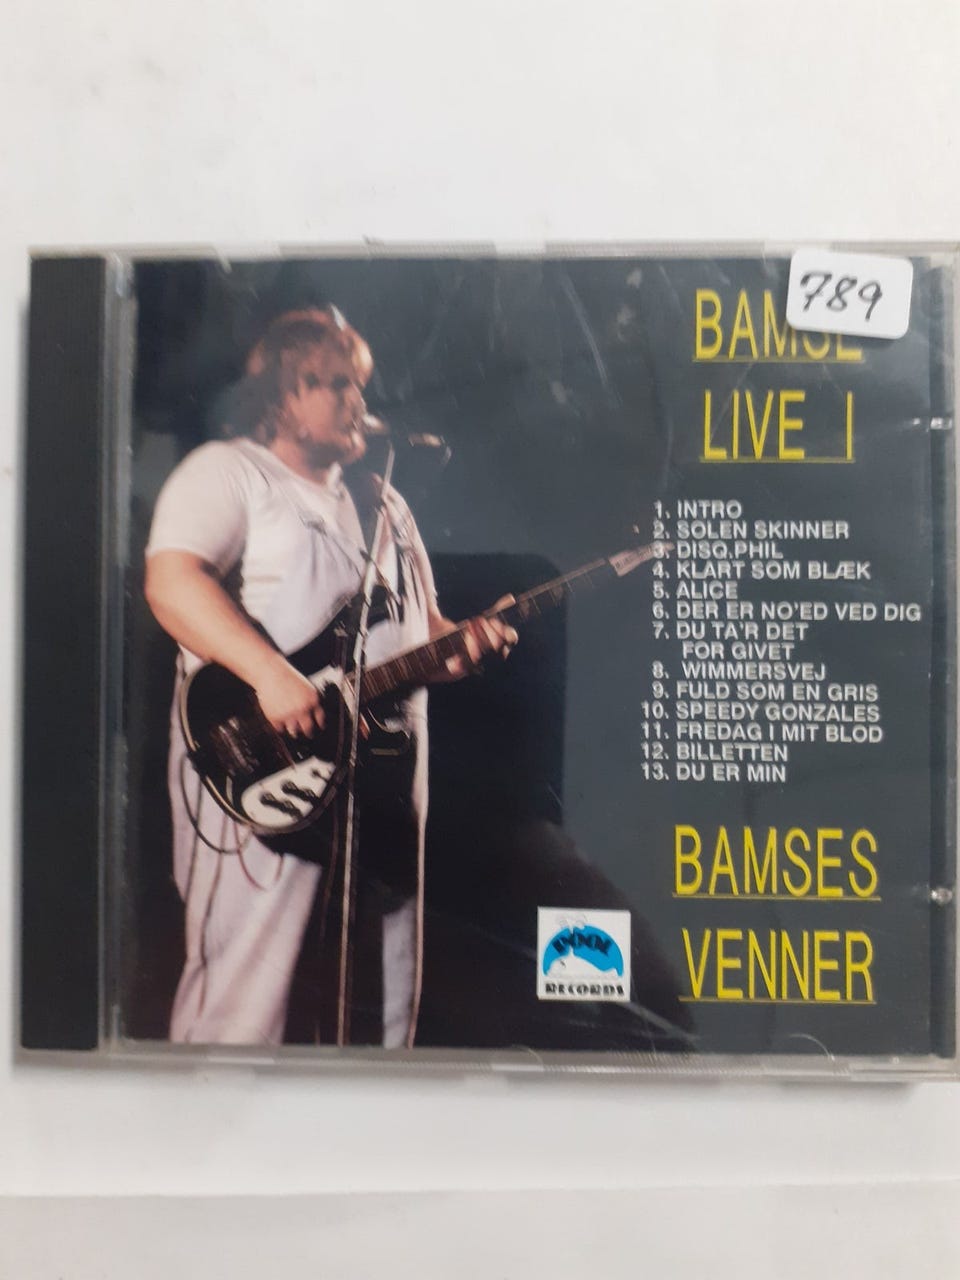 789
BAMSE
LIVE I
1. INTRO
2. SOLEN SKINNER
3. DISQ.PHIL
4. KLART SOM BLÆK
5. ALICE
6. DER ER NO'ED VED DIG
7. DU TA'R DET
FOR GIVET
8. WIMMERSVEJ
9. FULD SOM EN GRIS
10. SPEEDY GONZALES
11. FREDAG I MIT BLOD
12. BILLETTEN
13. DU ER MIN
BAMSES
VENNER
POOL
RECORDS